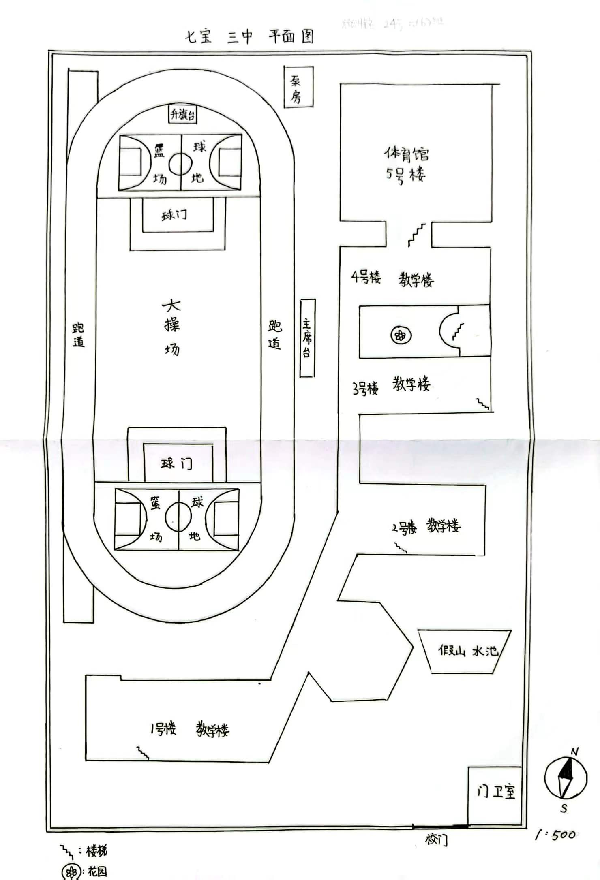 七宝 三中 平面图
泵房
升旗台
篮球场地
体育馆
5号楼
球门
4号楼 教学楼
大操场
跑道
跑道
主席台
3号楼 教学楼
球门
篮球场地
2号楼 教学楼
假山水池
1号楼 教学楼
门卫室
N
S
校门
1:500
:楼梯
:花园